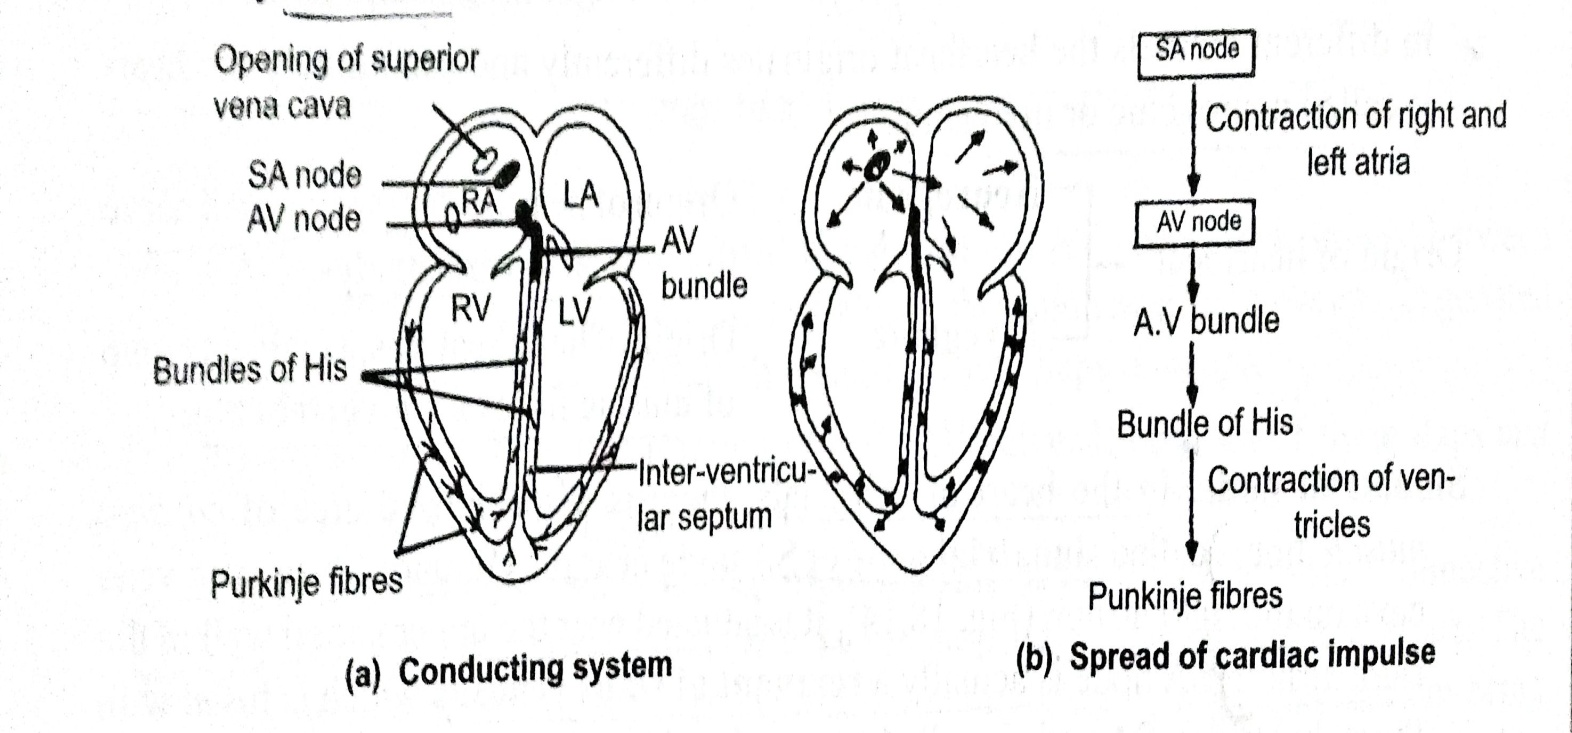 Opening of superior
vena cava
SA node
AV node
RA
LA
AV
bundle
RV
LV
Bundles of His
Inter-ventricu-
lar septum
Purkinje fibres
(a) Conducting system
SA node
Contraction of right and
left atria
AV node
A.V bundle
Bundle of His
Contraction of ven-
tricles
Punkinje fibres
(b) Spread of cardiac impulse